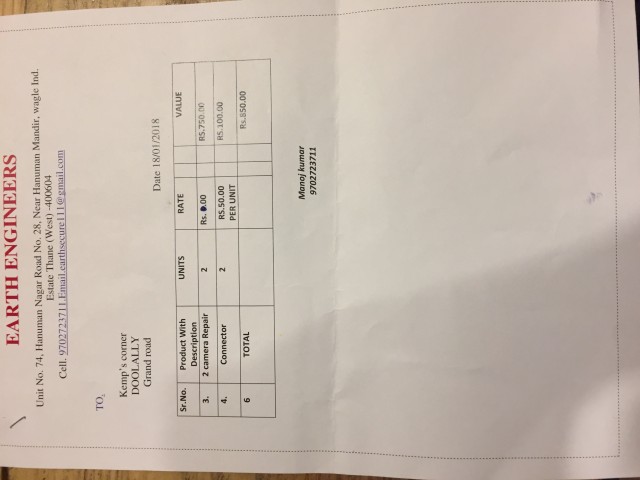 EARTH ENGINEERS
Unit No. 74, Hanuman Nagar Road No. 28, Near Hanuman Mandir, wagle Ind.
Estate Thane (West) -400604
Cell. 9702723711.Email.earthsecure111@gmail.com
TO,
Date 18/01/2018
Kemp's corner
DOOLALLY
Grand road
Sr.No. Product With Description UNITS RATE VALUE
3. 2 camera Repair 2 Rs. .00 RS.750.00
4. Connector 2 RS.50.00 PER UNIT RS.100.00
6 TOTAL Rs.850.00
Manoj kumar
9702723711